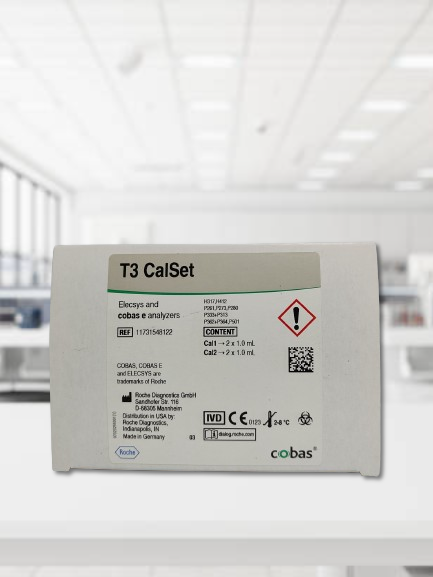 T3 CalSet
Elecsys and
cobas e analyzers
REF 11731548122
H317,H412
P261,P273,P280
P333+P313
P362+P364,P501
CONTENT
Cal1 → 2 x 1.0 mL
Cal2 → 2 x 1.0 mL
COBAS, COBAS E
and ELECSYS are
trademarks of Roche
Roche Diagnostics GmbH
Sandhofer Str. 116
D-68305 Mannheim
Distribution in USA by:
Roche Diagnostics,
Indianapolis, IN
Made in Germany
03
IVD CE 0123 2-8 °C
dialog.roche.com
Roche
cobas®